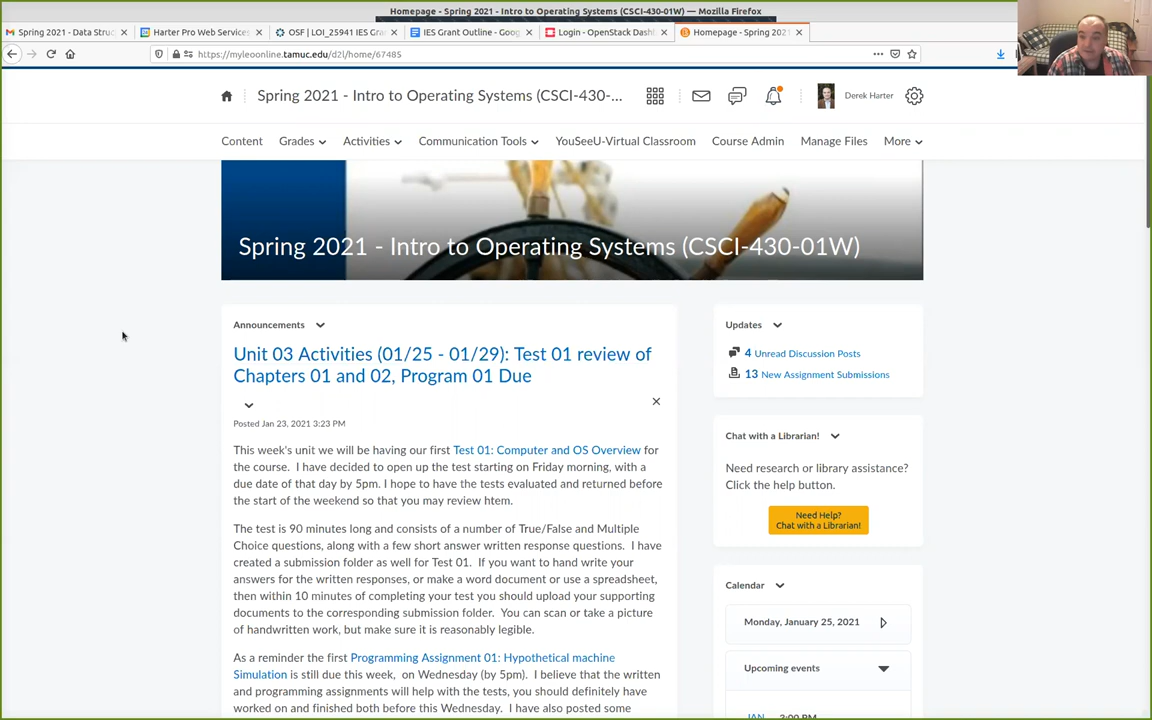 Homepage - Spring 2021 - Intro to Operating Systems (CSCI-430-01W) — Mozilla Firefox
Spring 2021 - Data Struc
Harter Pro Web Services
OSF | LOI_25941 IES Gran
IES Grant Outline - Goog
Login - OpenStack Dash
Homepage - Spring 2021
https://myleoonline.tamuc.edu/d2l/home/67485
Spring 2021 - Intro to Operating Systems (CSCI-430-...
Derek Harter
Content
Grades
Activities
Communication Tools
YouSeeU-Virtual Classroom
Course Admin
Manage Files
More
Spring 2021 - Intro to Operating Systems (CSCI-430-01W)
Announcements
Unit 03 Activities (01/25 - 01/29): Test 01 review of
Chapters 01 and 02, Program 01 Due
Posted Jan 23, 2021 3:23 PM
This week's unit we will be having our first Test 01: Computer and OS Overview for
the course. I have decided to open up the test starting on Friday morning, with a
due date of that day by 5pm. I hope to have the tests evaluated and returned before
the start of the weekend so that you may review htem.
The test is 90 minutes long and consists of a number of True/False and Multiple
Choice questions, along with a few short answer written response questions. I have
created a submission folder as well for Test 01. If you want to hand write your
answers for the written responses, or make a word document or use a spreadsheet,
then within 10 minutes of completing your test you should upload your supporting
documents to the corresponding submission folder. You can scan or take a picture
of handwritten work, but make sure it is reasonably legible.
As a reminder the first Programming Assignment 01: Hypothetical machine
Simulation is still due this week, on Wednesday (by 5pm). I believe that the written
and programming assignments will help with the tests, you should definitely have
worked on and finished both before this Wednesday. I have also posted some
Updates
4 Unread Discussion Posts
13 New Assignment Submissions
Chat with a Librarian!
Need research or library assistance?
Click the help button.
Need Help?
Chat with a Librarian!
Calendar
Monday, January 25, 2021
Upcoming events
JAN 2:00 PM